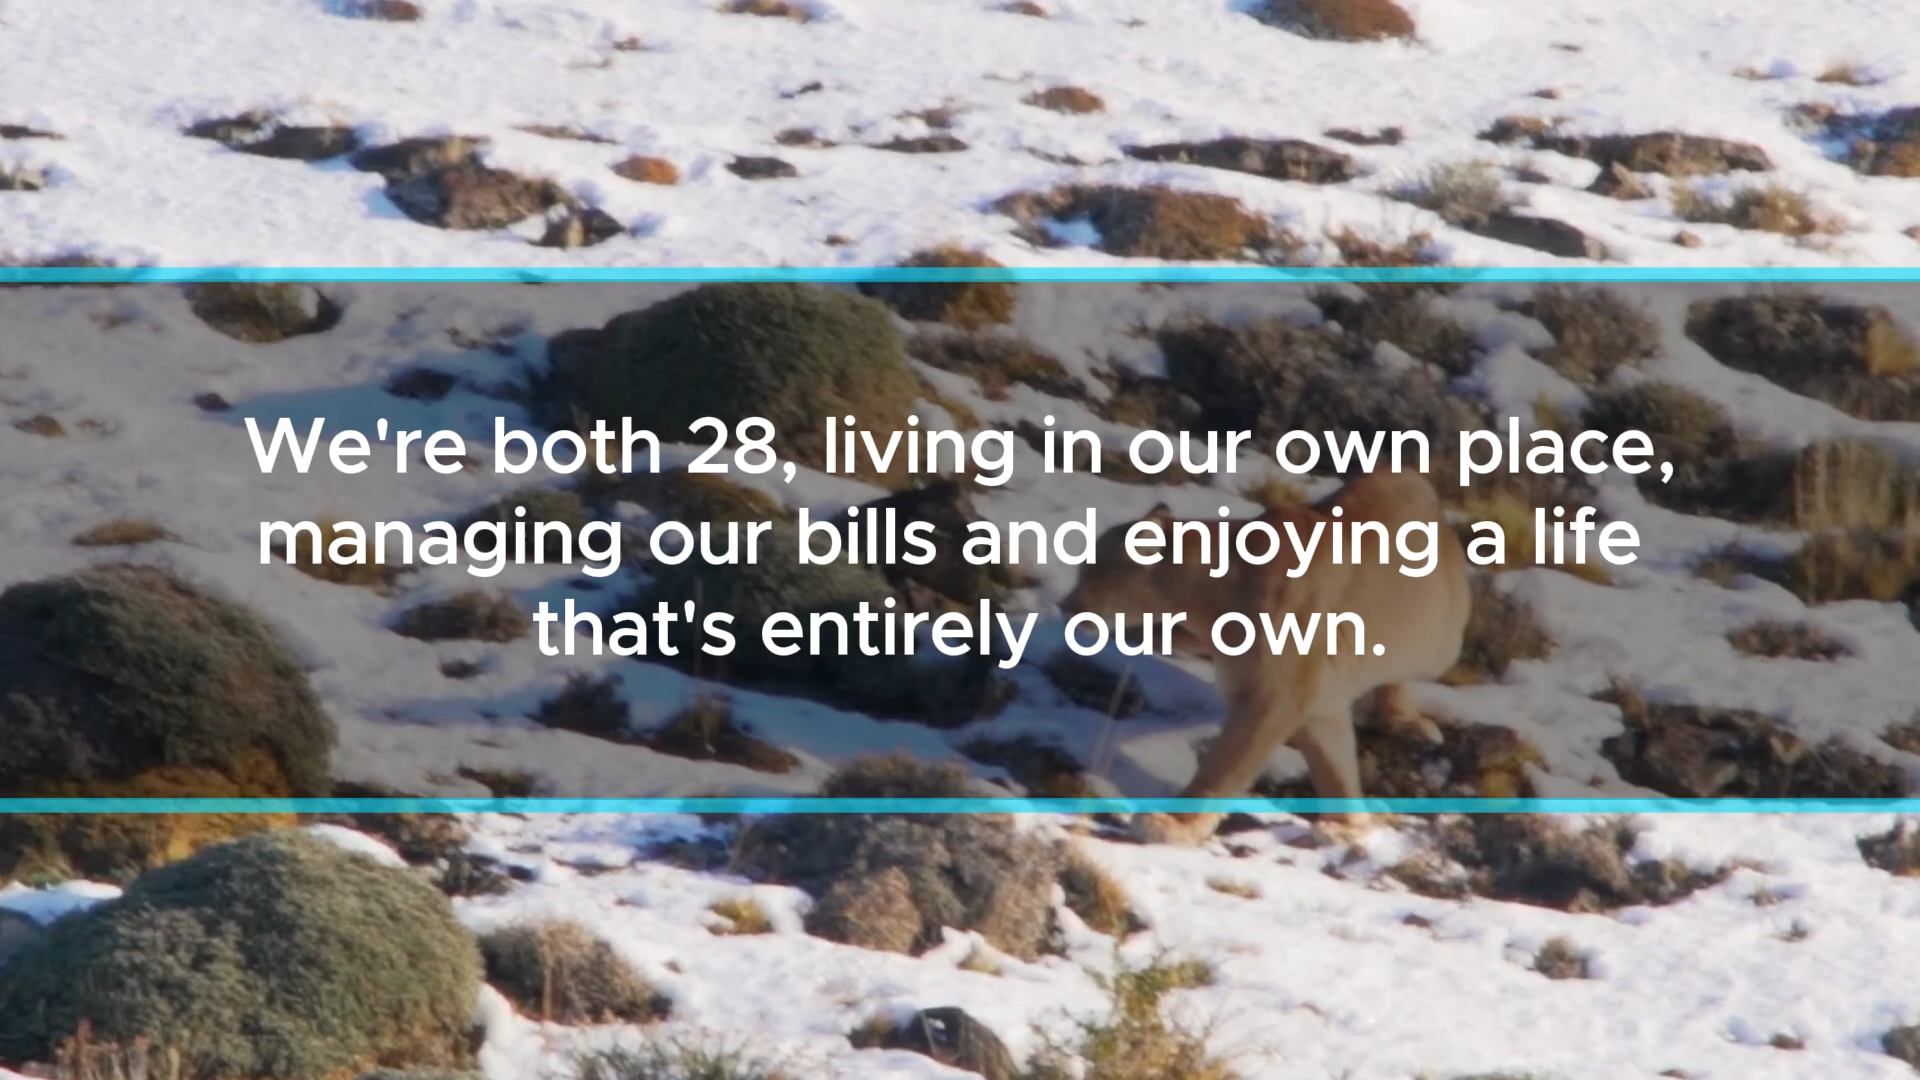 We're both 28, living in our own place,
managing our bills and enjoying a life
that's entirely our own.